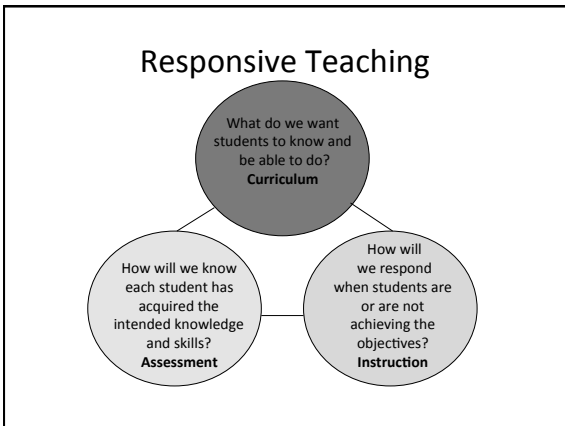 Responsive Teaching
What do we want
students to know and
be able to do?
Curriculum
How will we know
each student has
acquired the
intended knowledge
and skills?
Assessment
How will
we respond
when students are
or are not
achieving the
objectives?
Instruction